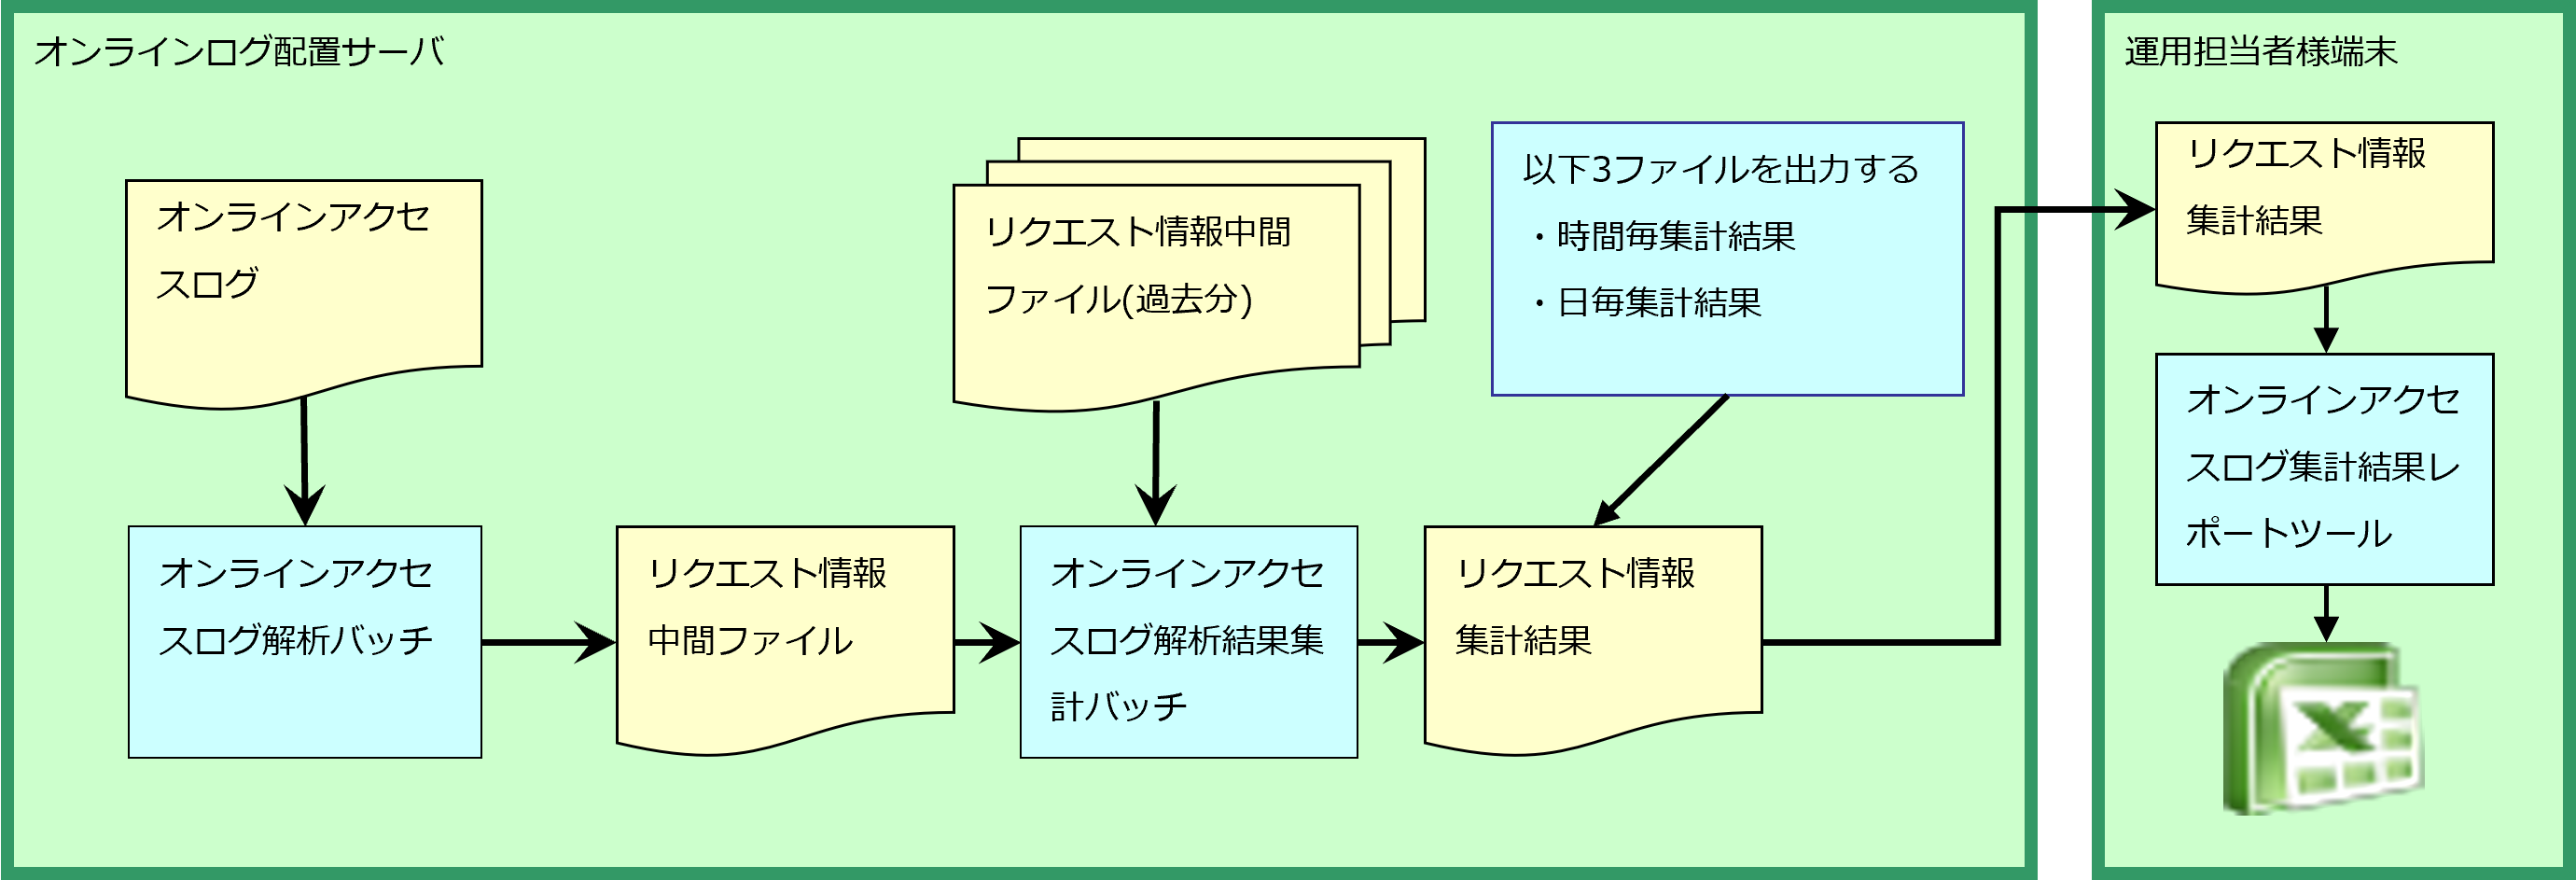 オンラインログ配置サーバ
オンラインアクセ
スログ
リクエスト情報中間
ファイル(過去分)
以下3ファイルを出力する
・時間毎集計結果
・日毎集計結果
オンラインアクセ
スログ解析バッチ
リクエスト情報
中間ファイル
オンラインアクセ
スログ解析結果集
計バッチ
リクエスト情報
集計結果
運用担当者様端末
リクエスト情報
集計結果
オンラインアクセ
スログ集計結果レ
ポートツール